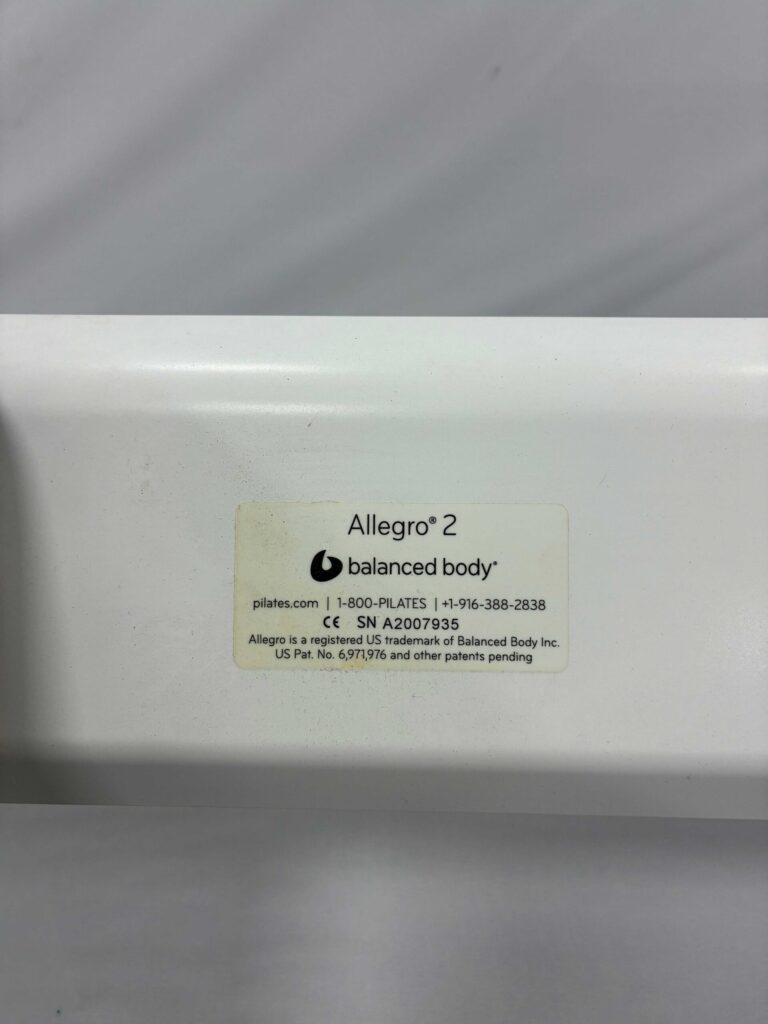 Allegro® 2
balanced body®
pilates.com | 1-800-PILATES | +1-916-388-2838
CE SN A2007935
Allegro is a registered US trademark of Balanced Body Inc.
US Pat. No. 6,971,976 and other patents pending